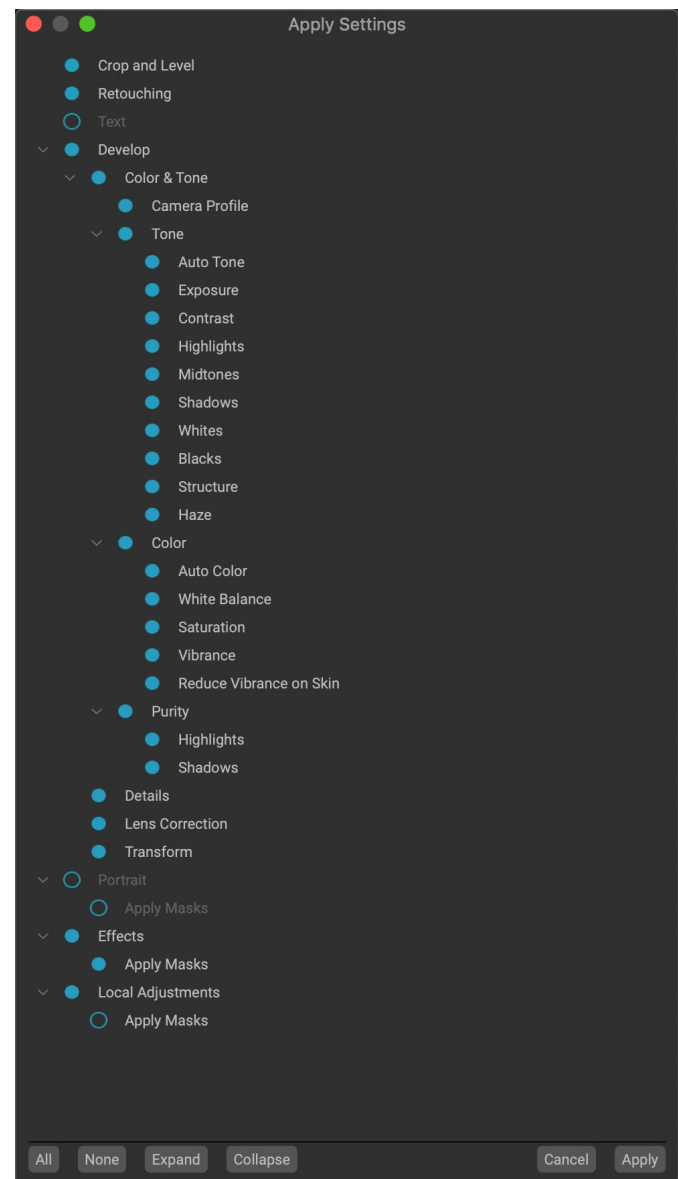 Apply Settings
Crop and Level
Retouching
Text
Develop
Color & Tone
Camera Profile
Tone
Auto Tone
Exposure
Contrast
Highlights
Midtones
Shadows
Whites
Blacks
Structure
Haze
Color
Auto Color
White Balance
Saturation
Vibrance
Reduce Vibrance on Skin
Purity
Highlights
Shadows
Details
Lens Correction
Transform
Portrait
Apply Masks
Effects
Apply Masks
Local Adjustments
Apply Masks
All None Expand Collapse Cancel Apply